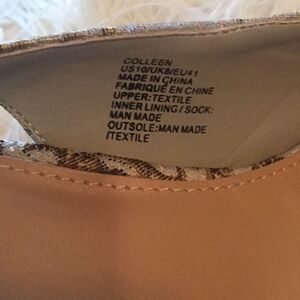 COLLEEN
US10/UK8/EU41
MADE IN CHINA
FABRIQUÉ EN CHINE
UPPER:TEXTILE
INNER LINING/SOCK:
MAN MADE
OUTSOLE:MAN MADE
/TEXTILE